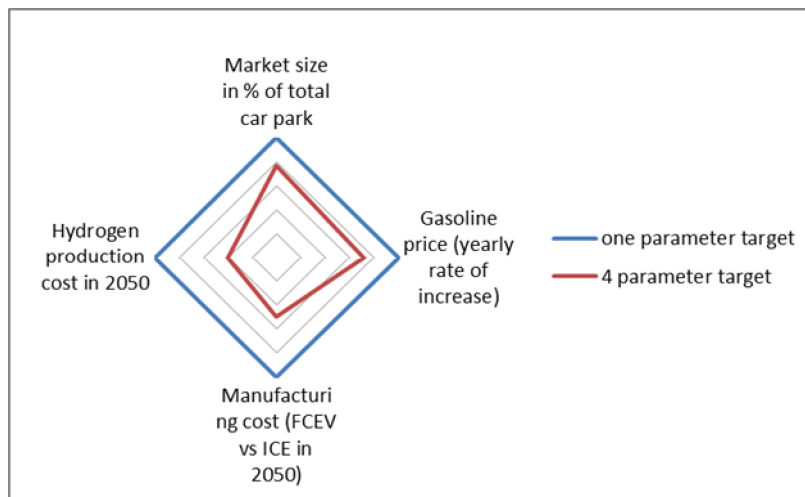 Market size
in % of total
car park
Hydrogen
production
cost in 2050
Gasoline
price (yearly
rate of
increase)
one parameter target
4 parameter target
Manufacturi
ng cost (FCEV
vs ICE in
2050)